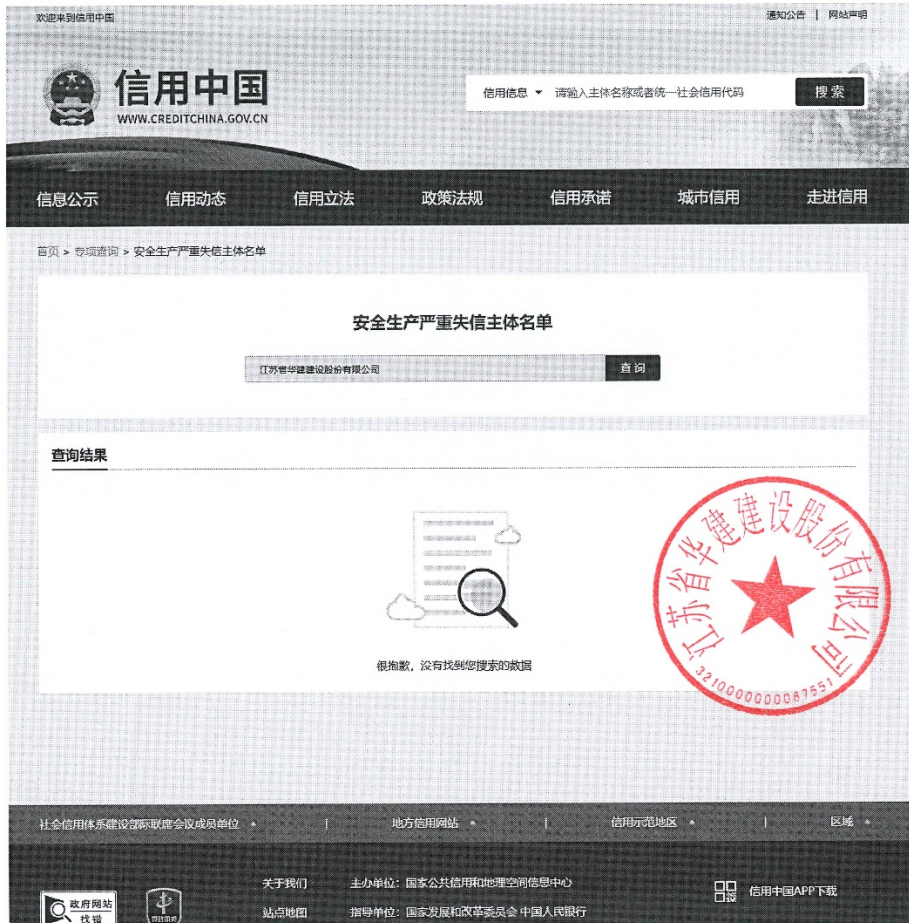 欢迎来到信用中国
通知公告 | 网站声明
信用中国
WWW.CREDITCHINA.GOV.CN
信用信息 请输入主体名称或者统一社会信用代码 搜索
信息公示 信用动态 信用立法 政策法规 信用承诺 城市信用 走进信用
首页 > 专项查询 > 安全生产严重失信主体名单
安全生产严重失信主体名单
江苏省华建建设股份有限公司 查询
查询结果
江苏省华建建设股份有限公司
很抱歉,没有找到您搜索的数据
社会信用体系建设部际联席会议成员单位 | 地方信用网站 | 信用示范地区 | 区域
关于我们 主办单位:国家公共信用和地理空间信息中心
信用中国APP下载
政府网站
找错
站点地图 指导单位:国家发展和改革委员会 中国人民银行